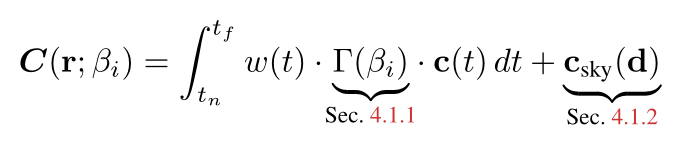 C(r; β_i) = ∫_{t_n}^{t_f} w(t) · Γ(β_i) · c(t) dt + c_sky(d)
Sec. 4.1.1 Sec. 4.1.2